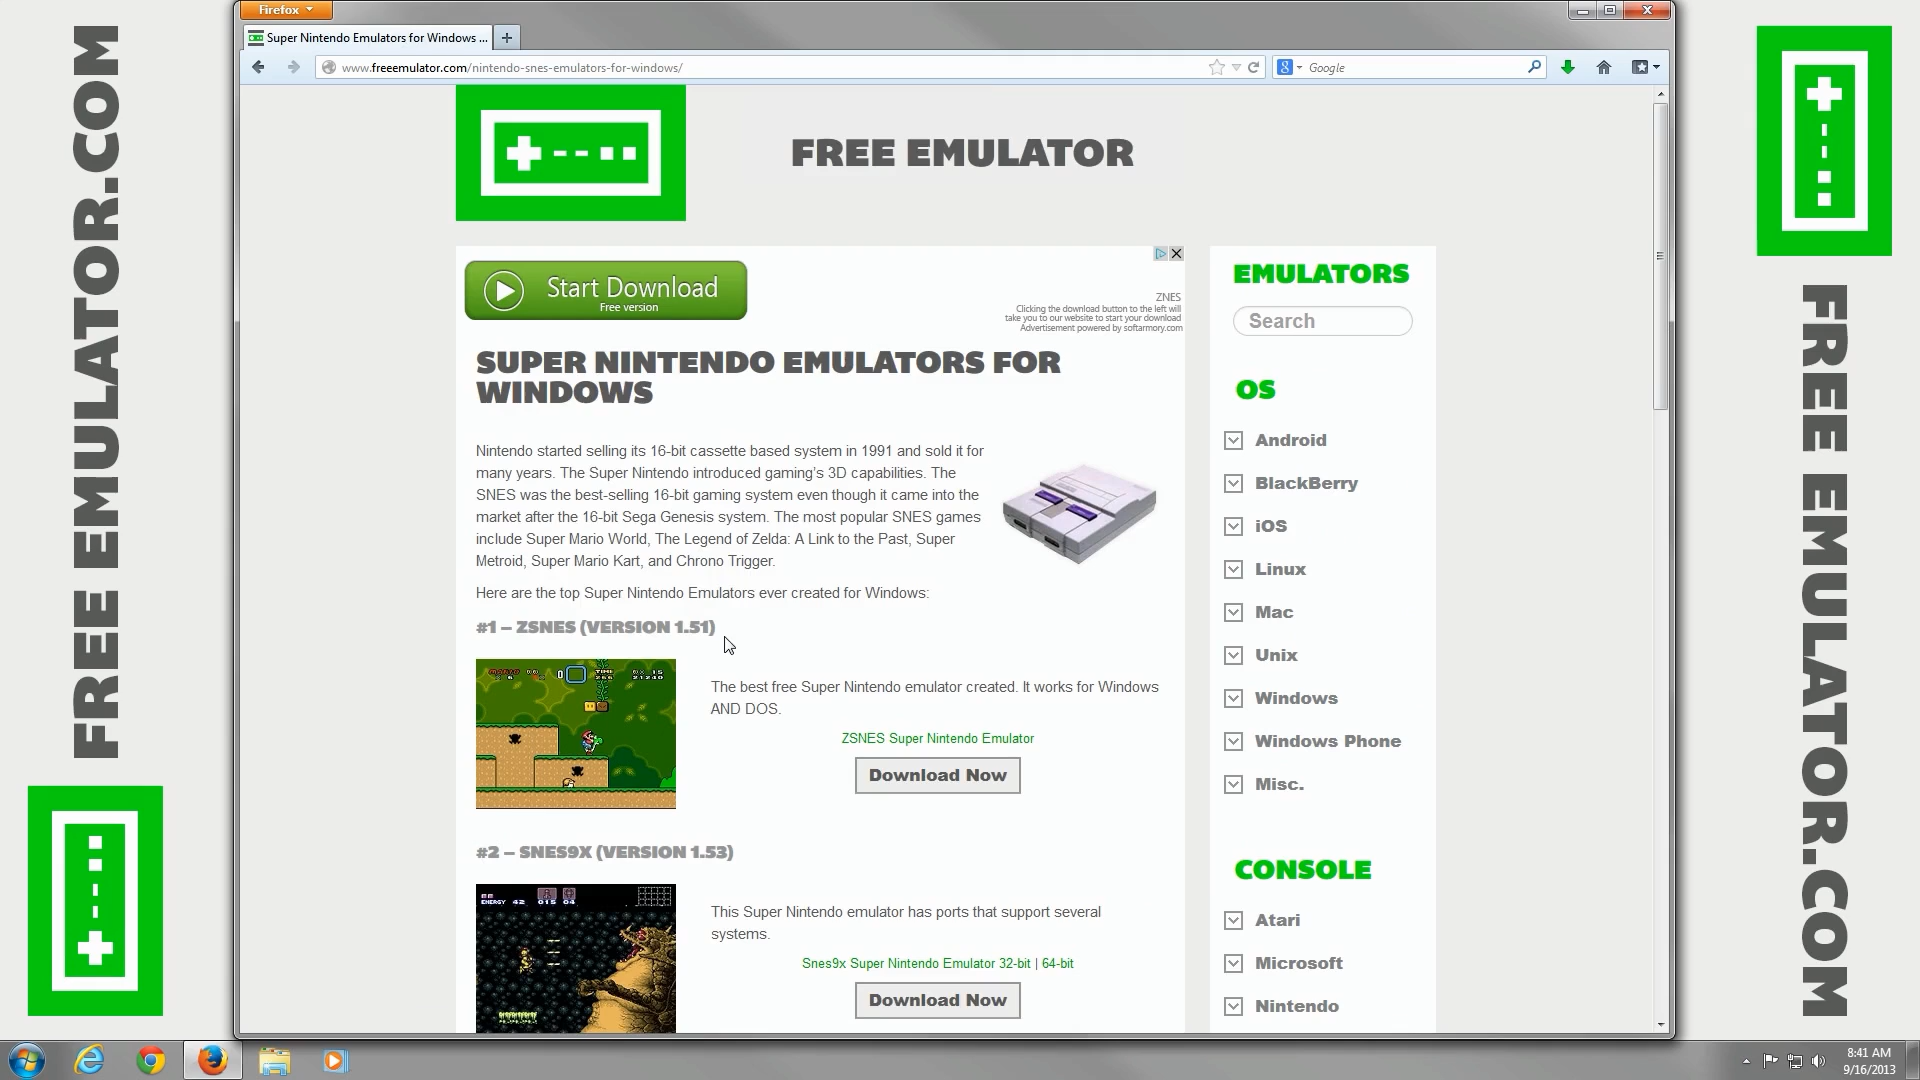 FREE EMULATOR.COM
Firefox
Super Nintendo Emulators for Windows ...
www.freeemulator.com/nintendo-snes-emulators-for-windows/
Google
FREE EMULATOR
Start Download
Free version
ZNES
Clicking the download button to the left will
take you to our website to start your download
Advertisement powered by softarmory.com
SUPER NINTENDO EMULATORS FOR
WINDOWS
Nintendo started selling its 16-bit cassette based system in 1991 and sold it for
many years. The Super Nintendo introduced gaming's 3D capabilities. The
SNES was the best-selling 16-bit gaming system even though it came into the
market after the 16-bit Sega Genesis system. The most popular SNES games
include Super Mario World, The Legend of Zelda: A Link to the Past, Super
Metroid, Super Mario Kart, and Chrono Trigger.
Here are the top Super Nintendo Emulators ever created for Windows:
#1 – ZSNES (VERSION 1.51)
The best free Super Nintendo emulator created. It works for Windows
AND DOS.
ZSNES Super Nintendo Emulator
Download Now
#2 – SNES9X (VERSION 1.53)
ENERGY 42
This Super Nintendo emulator has ports that support several
systems.
Snes9x Super Nintendo Emulator 32-bit | 64-bit
Download Now
EMULATORS
Search
OS
Android
BlackBerry
iOS
Linux
Mac
Unix
Windows
Windows Phone
Misc.
CONSOLE
Atari
Microsoft
Nintendo
FREE EMULATOR.COM
8:41 AM
9/16/2013